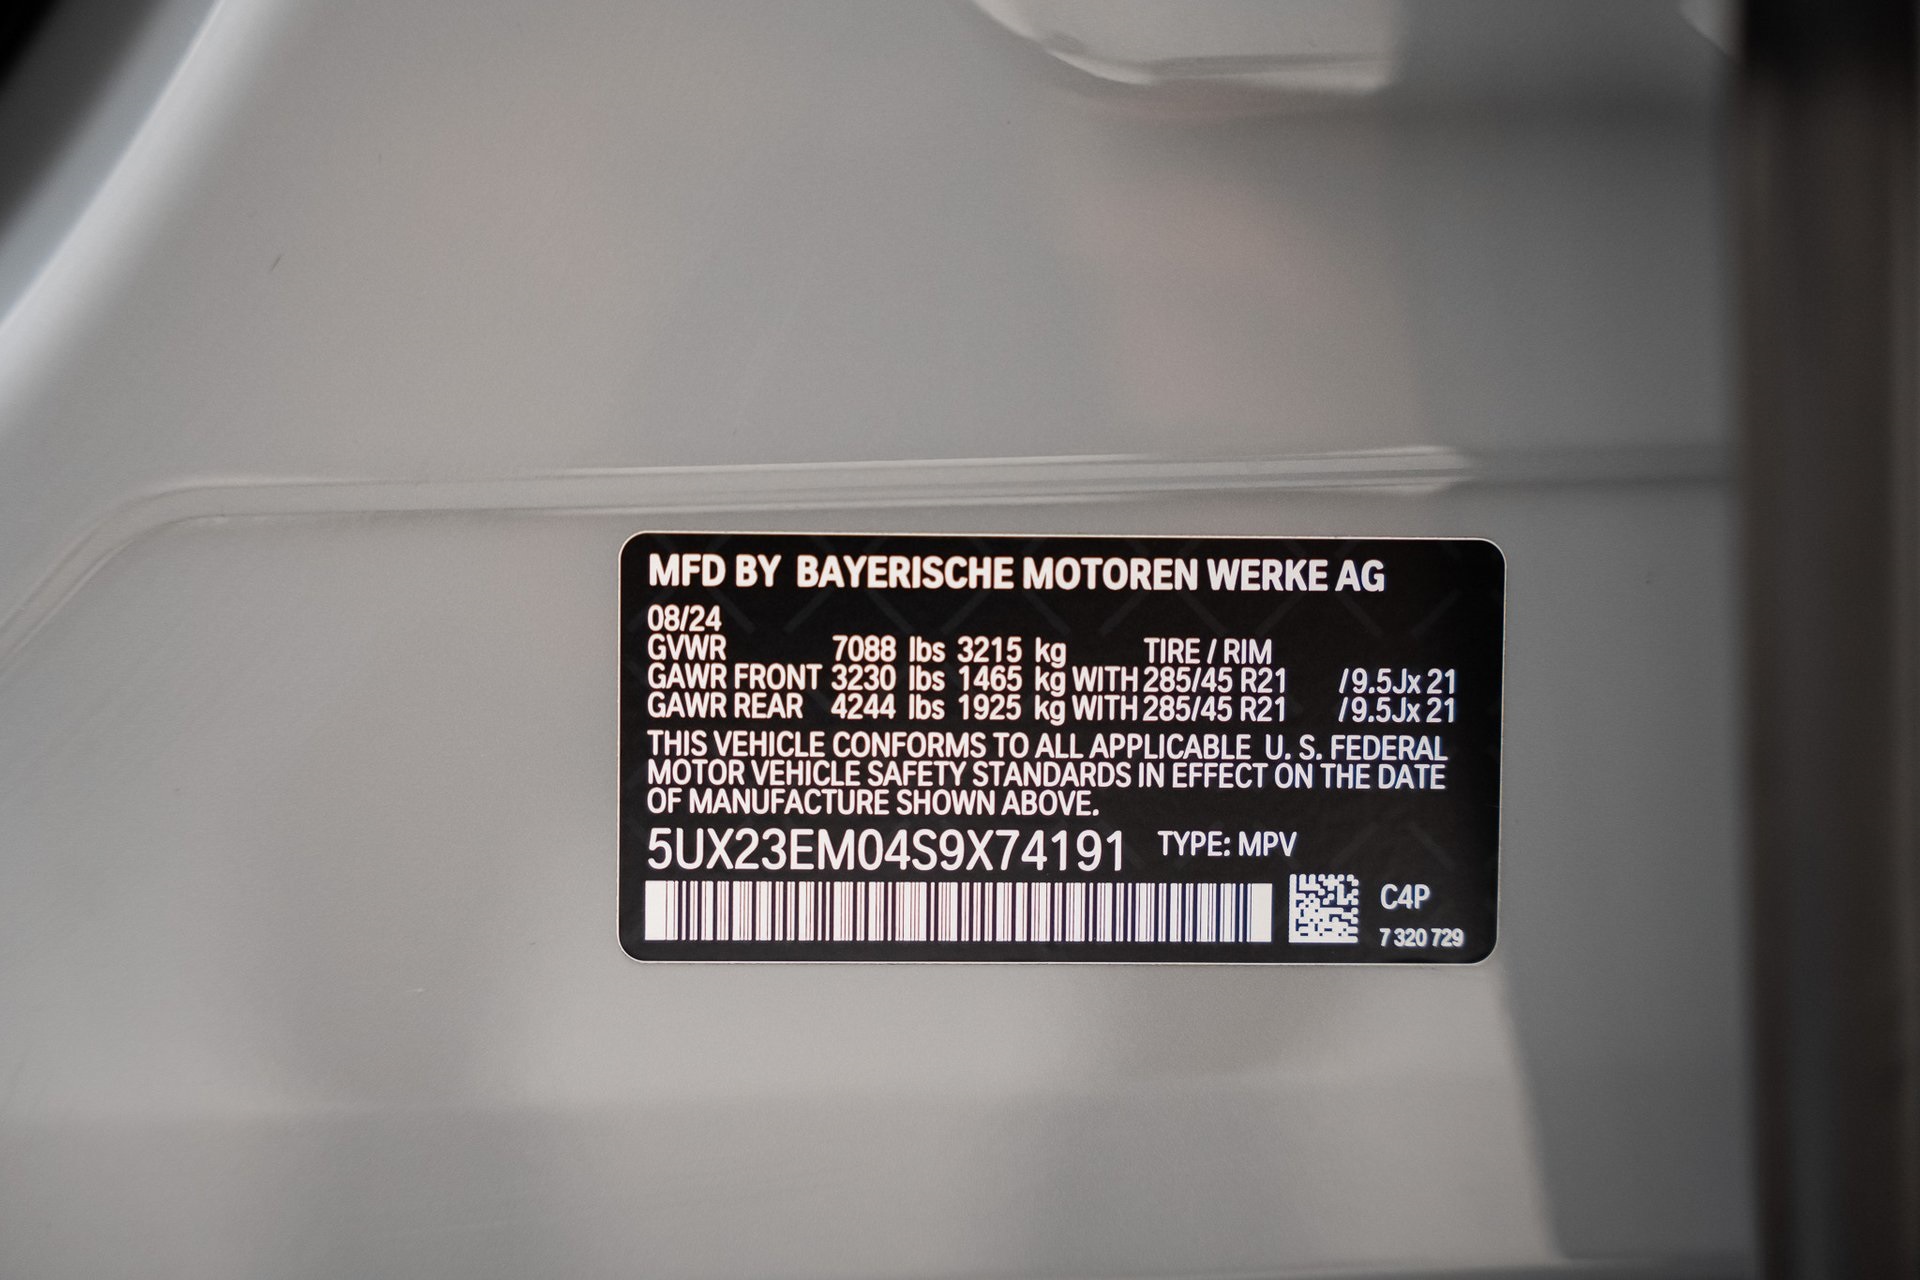 MFD BY BAYERISCHE MOTOREN WERKE AG
08/24
GVWR 7088 lbs 3215 kg TIRE / RIM
GAWR FRONT 3230 lbs 1465 kg WITH 285/45 R21 /9.5Jx 21
GAWR REAR 4244 lbs 1925 kg WITH 285/45 R21 /9.5Jx 21
THIS VEHICLE CONFORMS TO ALL APPLICABLE U. S. FEDERAL
MOTOR VEHICLE SAFETY STANDARDS IN EFFECT ON THE DATE
OF MANUFACTURE SHOWN ABOVE.
5UX23EM04S9X74191 TYPE: MPV
C4P
7 320 729